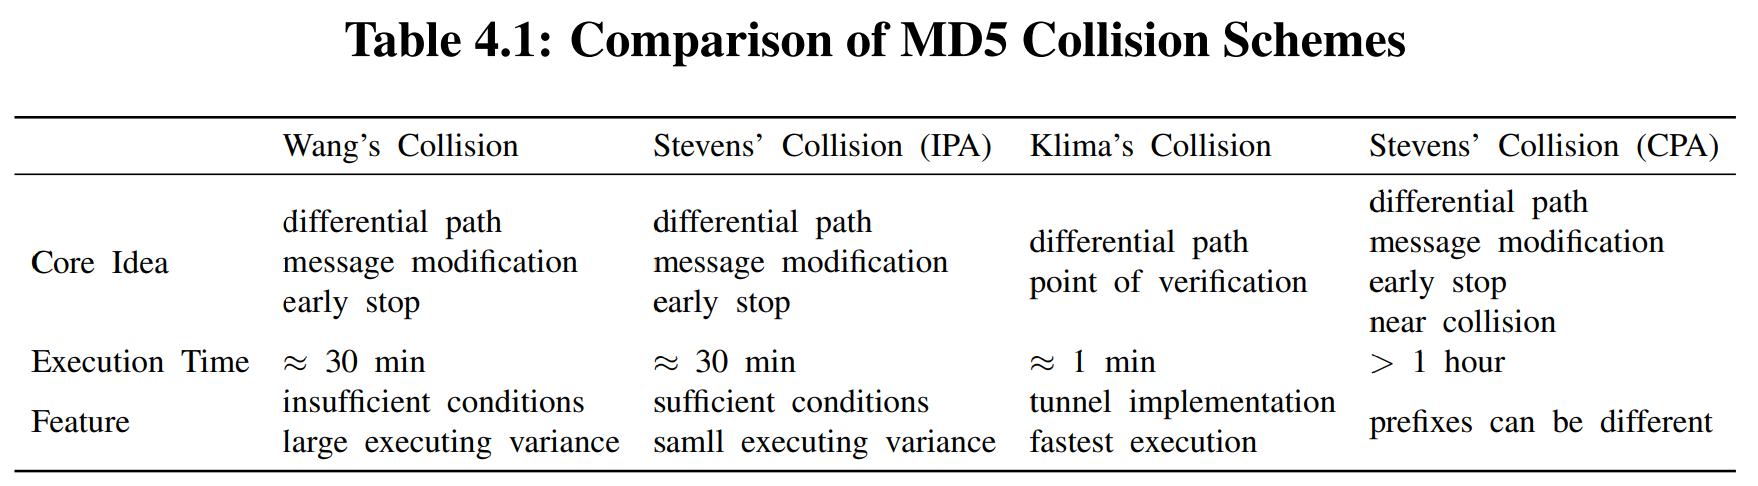 Table 4.1: Comparison of MD5 Collision Schemes
Wang's Collision Stevens' Collision (IPA) Klima's Collision Stevens' Collision (CPA)
Core Idea
differential path
message modification
early stop
differential path
message modification
early stop
differential path
point of verification
differential path
message modification
early stop
near collision
Execution Time ≈ 30 min ≈ 30 min ≈ 1 min > 1 hour
Feature
insufficient conditions
large executing variance
sufficient conditions
samll executing variance
tunnel implementation
fastest execution
prefixes can be different